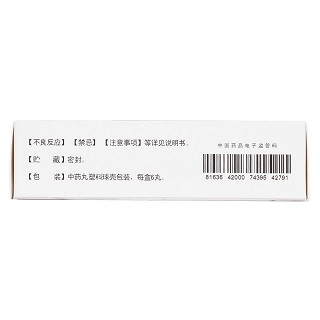 【不良反应】【禁忌】【注意事项】等详见说明书.
【贮 藏】密封.
【包 装】中药丸塑料球壳包装, 每盒6丸.
中国药品电子监管码
81636 42000 74395 42791